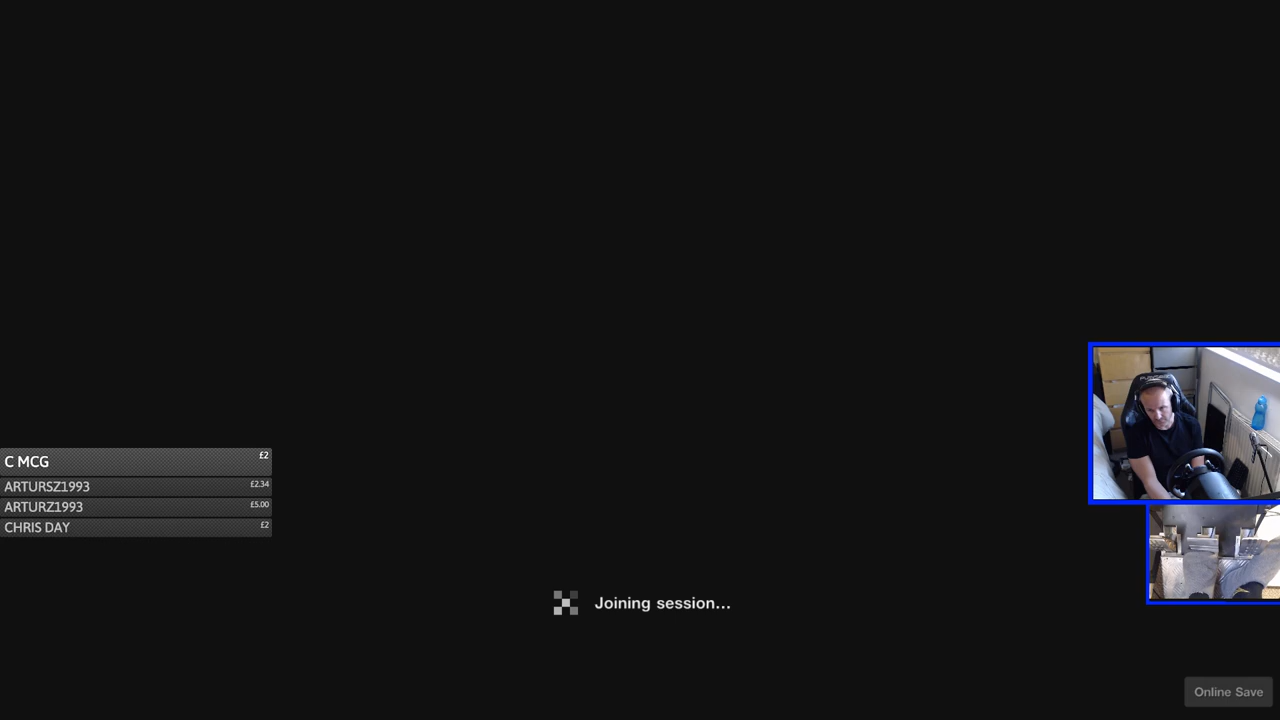 C MCG £2
ARTURSZ1993 £2.34
ARTURZ1993 £5.00
CHRIS DAY £2
Joining session...
Online Save